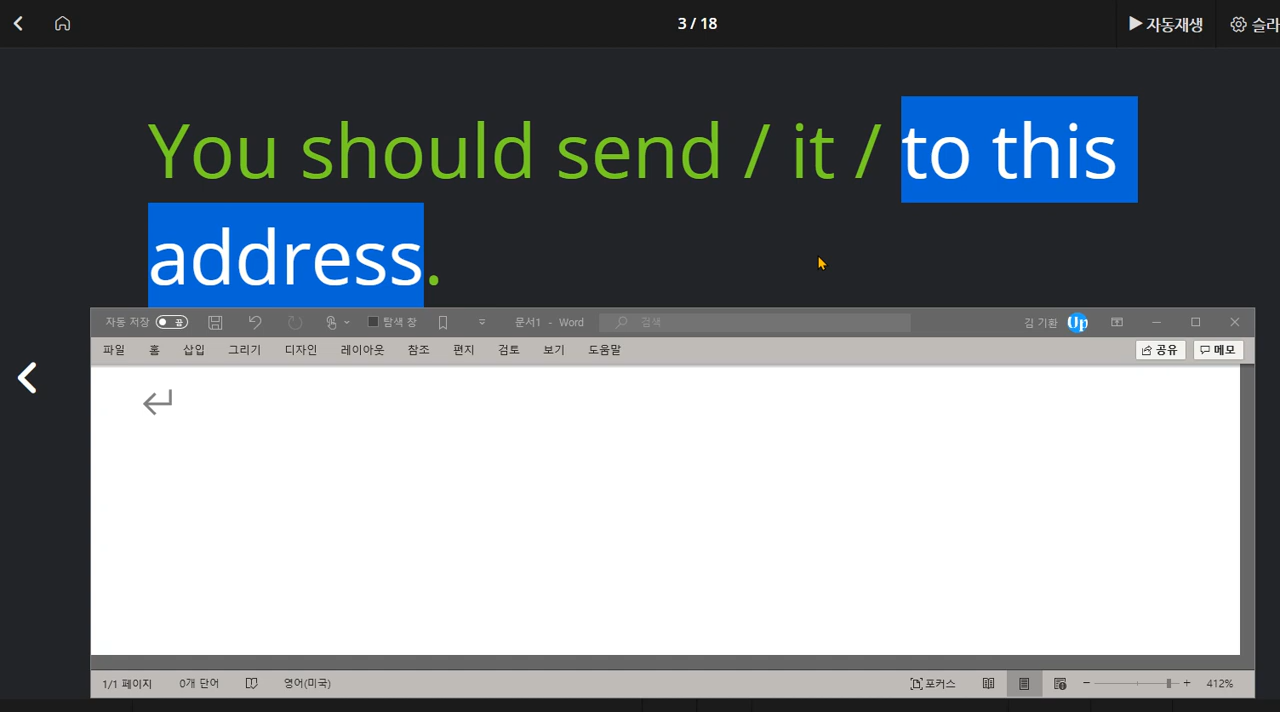 3 / 18
▶ 자동재생
슬라
You should send / it / to this
address.
자동 저장 끔
탐색 창
문서1 - Word
검색
김 기환
Up
파일 홈 삽입 그리기 디자인 레이아웃 참조 편지 검토 보기 도움말
공유 메모
1/1 페이지 0개 단어 영어(미국)
포커스
412%